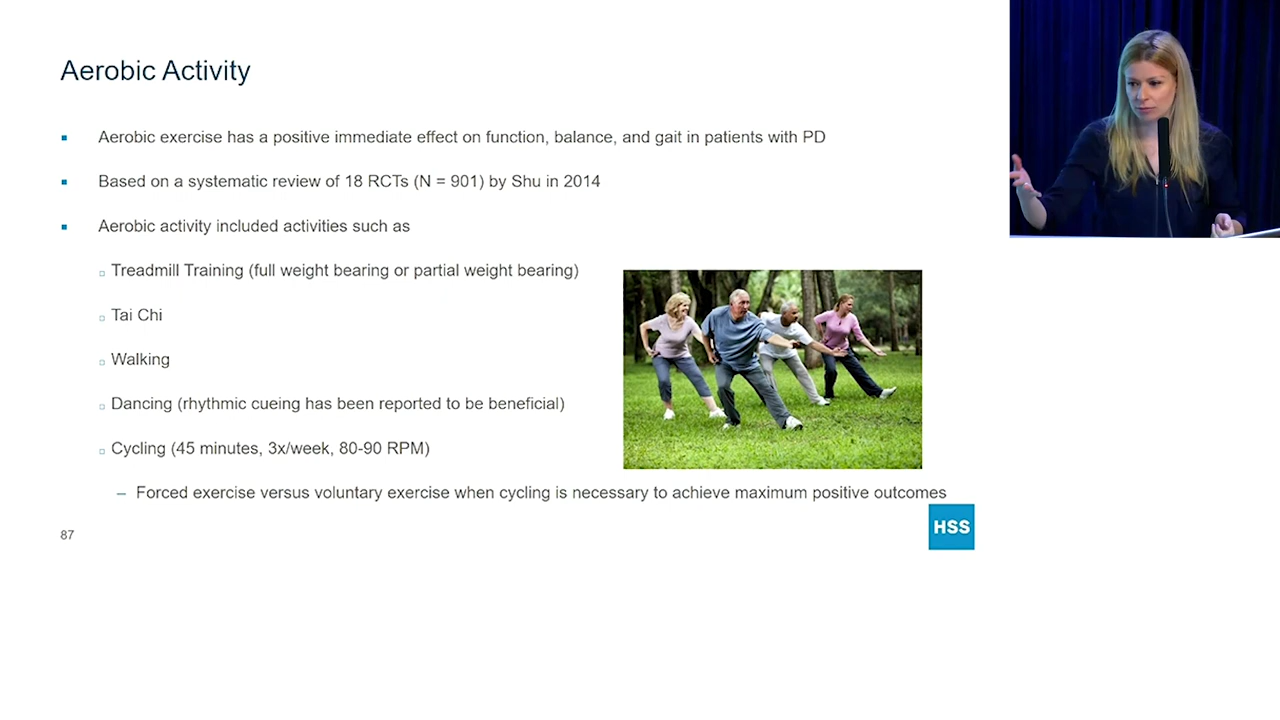 Aerobic Activity
Aerobic exercise has a positive immediate effect on function, balance, and gait in patients with PD
Based on a systematic review of 18 RCTs (N = 901) by Shu in 2014
Aerobic activity included activities such as
Treadmill Training (full weight bearing or partial weight bearing)
Tai Chi
Walking
Dancing (rhythmic cueing has been reported to be beneficial)
Cycling (45 minutes, 3x/week, 80-90 RPM)
– Forced exercise versus voluntary exercise when cycling is necessary to achieve maximum positive outcomes
87
HSS